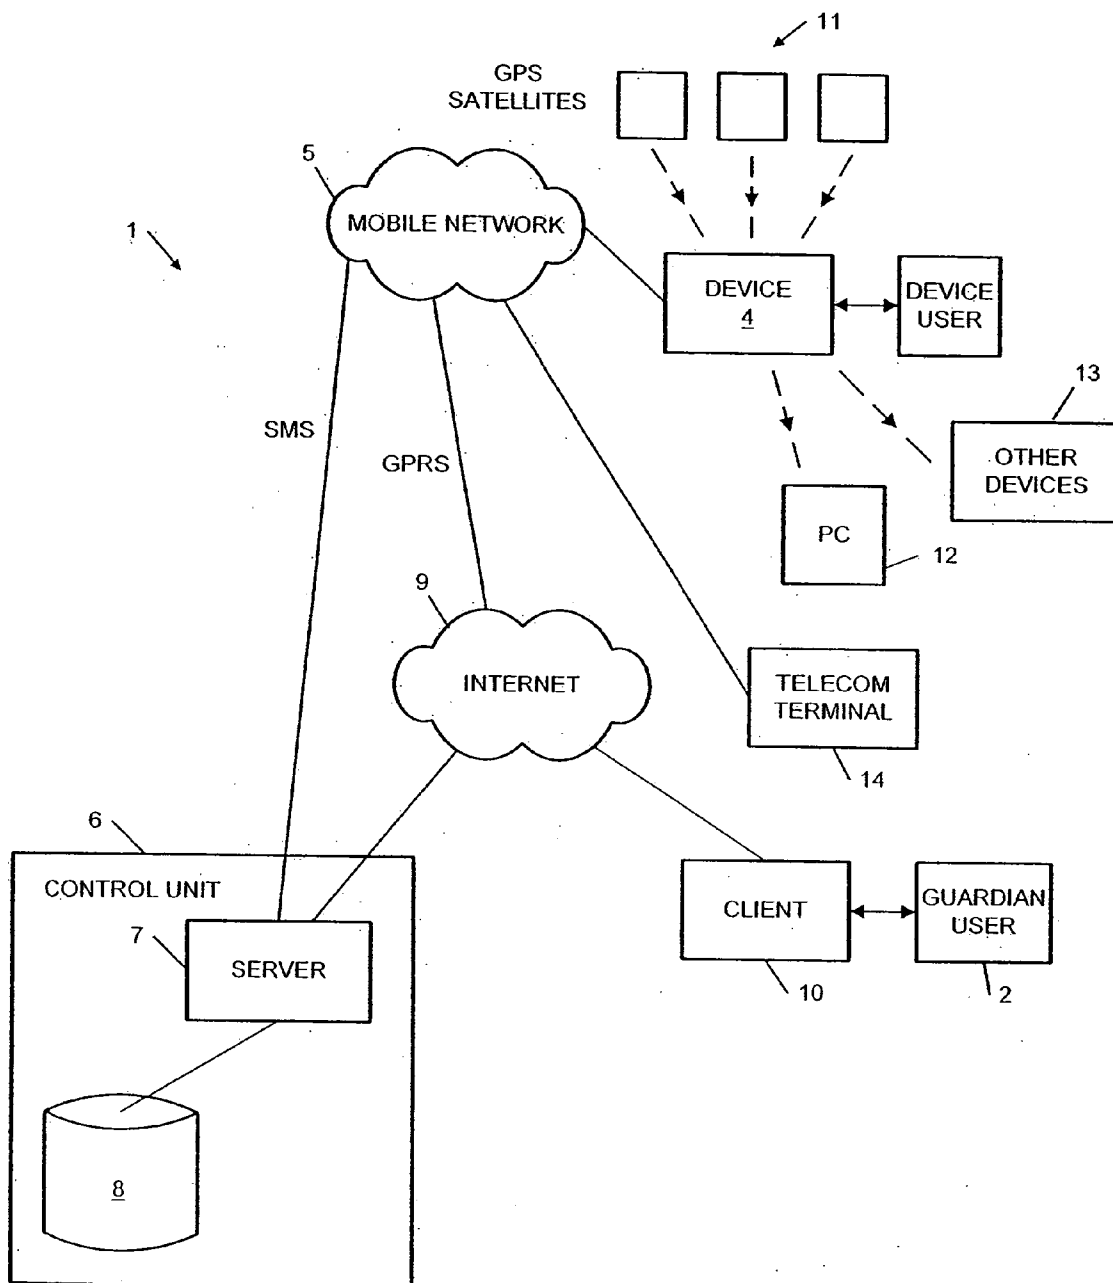 11
GPS
SATELLITES
5
MOBILE NETWORK
1
DEVICE
4
DEVICE
USER
13
OTHER
DEVICES
SMS
GPRS
PC
12
9
INTERNET
TELECOM
TERMINAL
14
6
CONTROL UNIT
7
SERVER
CLIENT
10
GUARDIAN
USER
2
8